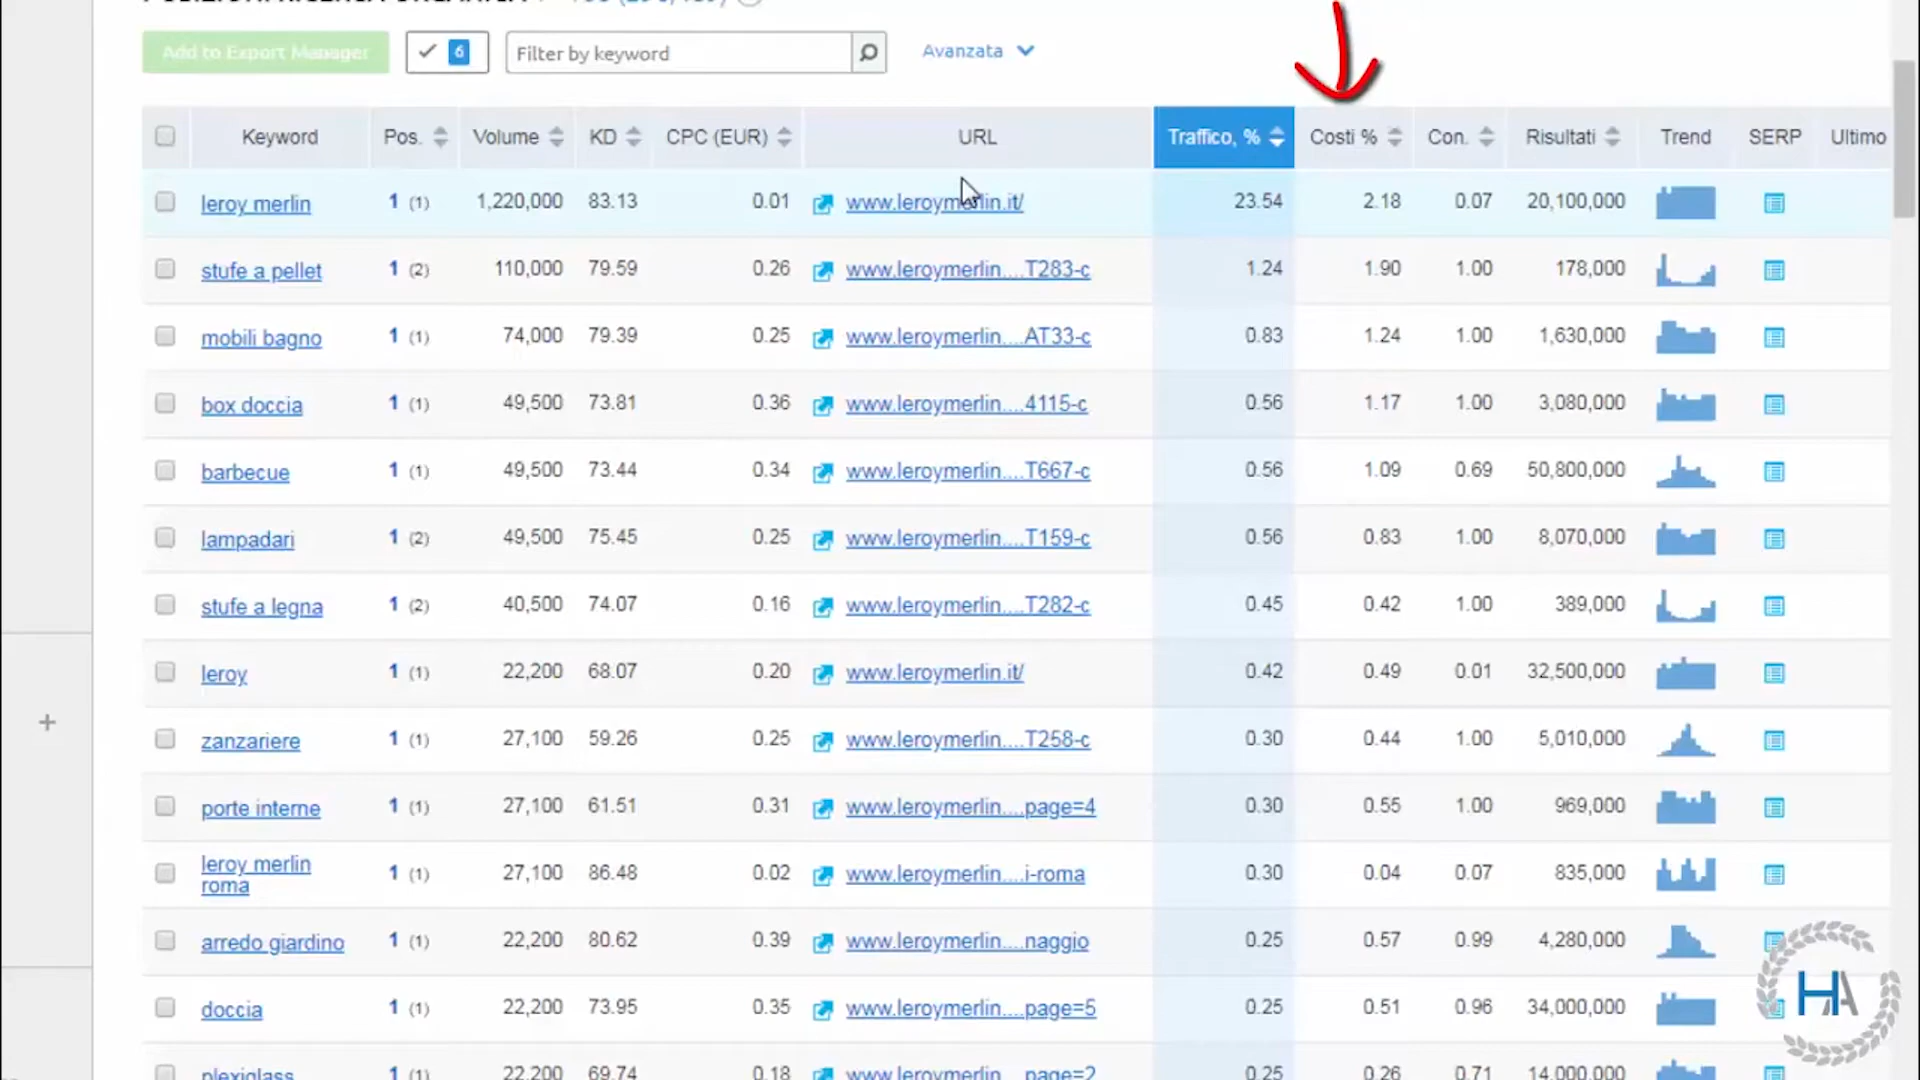 Add to Export Manager 6 Filter by keyword Avanzata
Keyword Pos. Volume KD CPC (EUR) URL Traffico, % Costi % Con. Risultati Trend SERP Ultimo
leroy merlin 1 (1) 1,220,000 83.13 0.01 www.leroymerlin.it/ 23.54 2.18 0.07 20,100,000
stufe a pellet 1 (2) 110,000 79.59 0.26 www.leroymerlin....T283-c 1.24 1.90 1.00 178,000
mobili bagno 1 (1) 74,000 79.39 0.25 www.leroymerlin....AT33-c 0.83 1.24 1.00 1,630,000
box doccia 1 (1) 49,500 73.81 0.36 www.leroymerlin....4115-c 0.56 1.17 1.00 3,080,000
barbecue 1 (1) 49,500 73.44 0.34 www.leroymerlin....T667-c 0.56 1.09 0.69 50,800,000
lampadari 1 (2) 49,500 75.45 0.25 www.leroymerlin....T159-c 0.56 0.83 1.00 8,070,000
stufe a legna 1 (2) 40,500 74.07 0.16 www.leroymerlin....T282-c 0.45 0.42 1.00 389,000
leroy 1 (1) 22,200 68.07 0.20 www.leroymerlin.it/ 0.42 0.49 0.01 32,500,000
zanzariere 1 (1) 27,100 59.26 0.25 www.leroymerlin....T258-c 0.30 0.44 1.00 5,010,000
porte interne 1 (1) 27,100 61.51 0.31 www.leroymerlin....page=4 0.30 0.55 1.00 969,000
leroy merlin
roma 1 (1) 27,100 86.48 0.02 www.leroymerlin....i-roma 0.30 0.04 0.07 835,000
arredo giardino 1 (1) 22,200 80.62 0.39 www.leroymerlin....naggio 0.25 0.57 0.99 4,280,000
doccia 1 (1) 22,200 73.95 0.35 www.leroymerlin....page=5 0.25 0.51 0.96 34,000,000
plexiglass 1 (1) 22,200 69.74 0.18 www.leroymerlin....page=2 0.25 0.26 0.71 14,000,000
HA